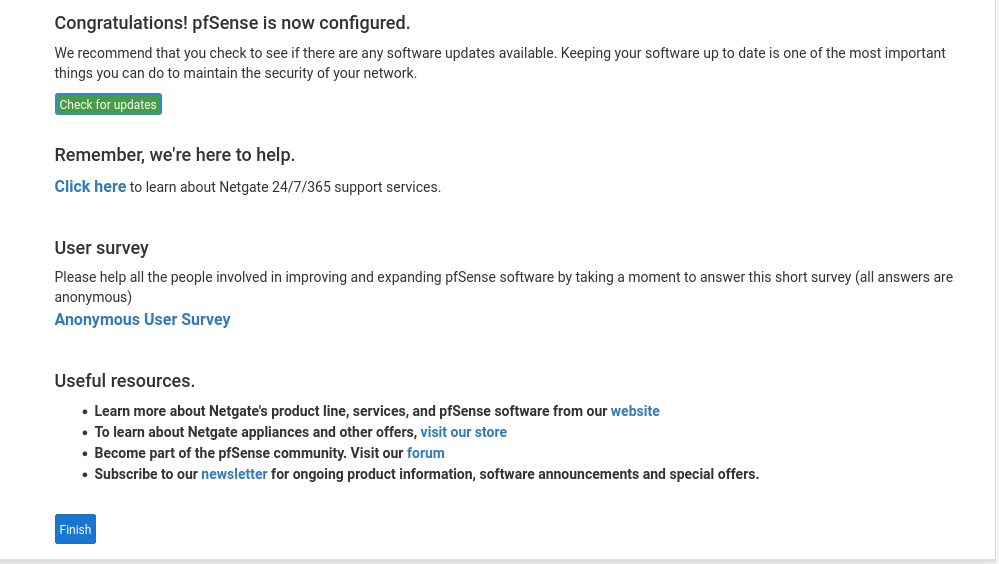 Congratulations! pfSense is now configured.
We recommend that you check to see if there are any software updates available. Keeping your software up to date is one of the most important
things you can do to maintain the security of your network.
Check for updates
Remember, we're here to help.
Click here to learn about Netgate 24/7/365 support services.
User survey
Please help all the people involved in improving and expanding pfSense software by taking a moment to answer this short survey (all answers are
anonymous)
Anonymous User Survey
Useful resources.
• Learn more about Netgate's product line, services, and pfSense software from our website
• To learn about Netgate appliances and other offers, visit our store
• Become part of the pfSense community. Visit our forum
• Subscribe to our newsletter for ongoing product information, software announcements and special offers.
Finish